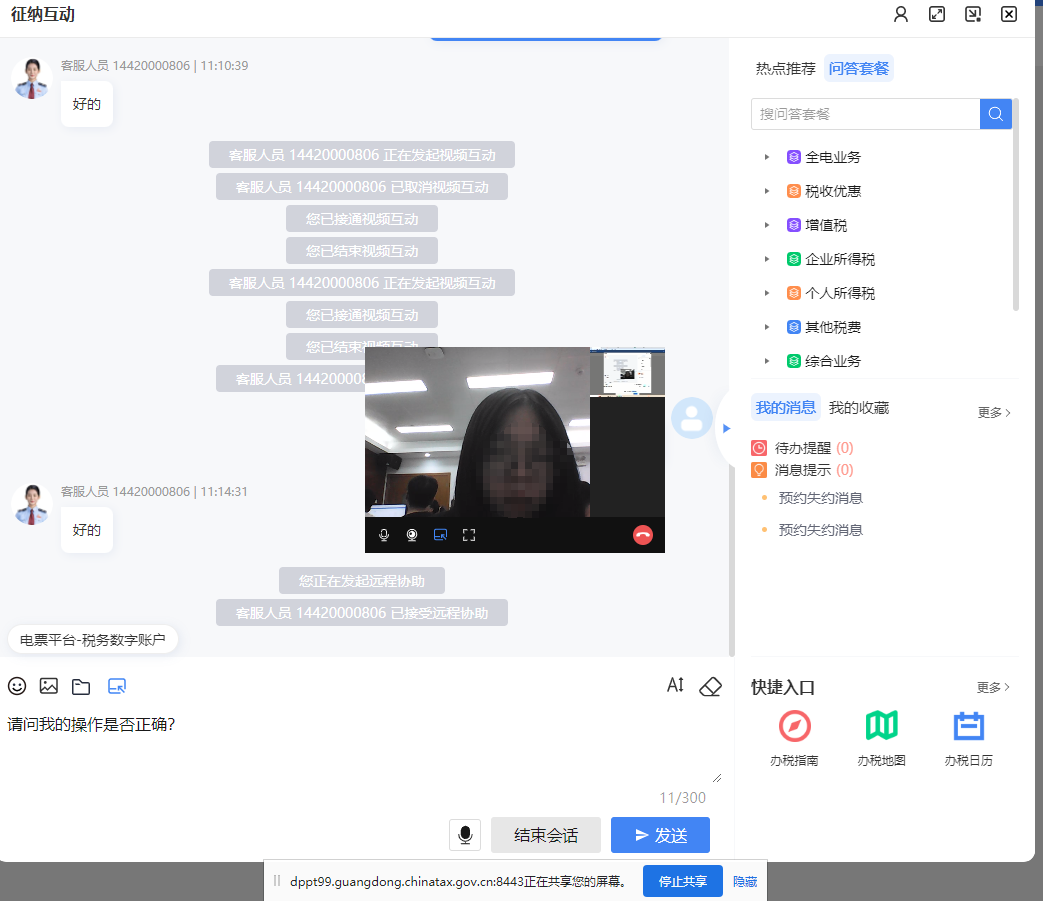 征纳互动
客服人员 14420000806 | 11:10:39
好的
客服人员 14420000806 正在发起视频互动
客服人员 14420000806 已取消视频互动
您已接通视频互动
您已结束视频互动
客服人员 14420000806 正在发起视频互动
您已接通视频互动
您已结束视频互动
客服人员 1442000
客服人员 14420000806 | 11:14:31
好的
您正在发起远程协助
客服人员 14420000806 已接受远程协助
电票平台-税务数字账户
请问我的操作是否正确?
11/300
结束会话
发送
热点推荐 问答套餐
搜问答套餐
全电业务
税收优惠
增值税
企业所得税
个人所得税
其他税费
综合业务
我的消息 我的收藏 更多
待办提醒 (0)
消息提示 (0)
预约失约消息
预约失约消息
快捷入口 更多
办税指南 办税地图 办税日历
dppt99.guangdong.chinatax.gov.cn:8443正在共享您的屏幕。 停止共享 隐藏